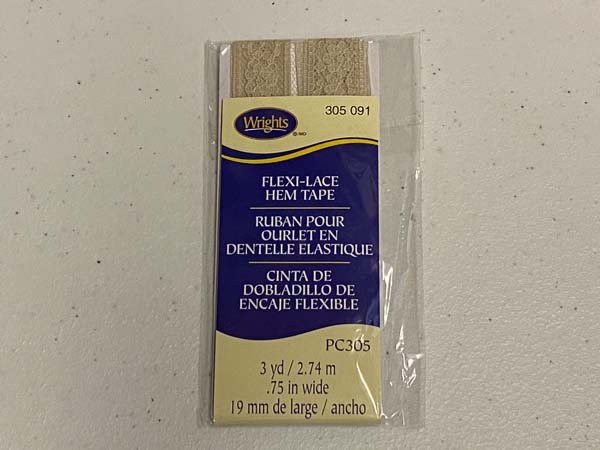 305 091
Wrights
®/MD
FLEXI-LACE
HEM TAPE
RUBAN POUR
OURLET EN
DENTELLE ELASTIQUE
CINTA DE
DOBLADILLO DE
ENCAJE FLEXIBLE
PC305
3 yd / 2.74 m
.75 in wide
19 mm de large / ancho